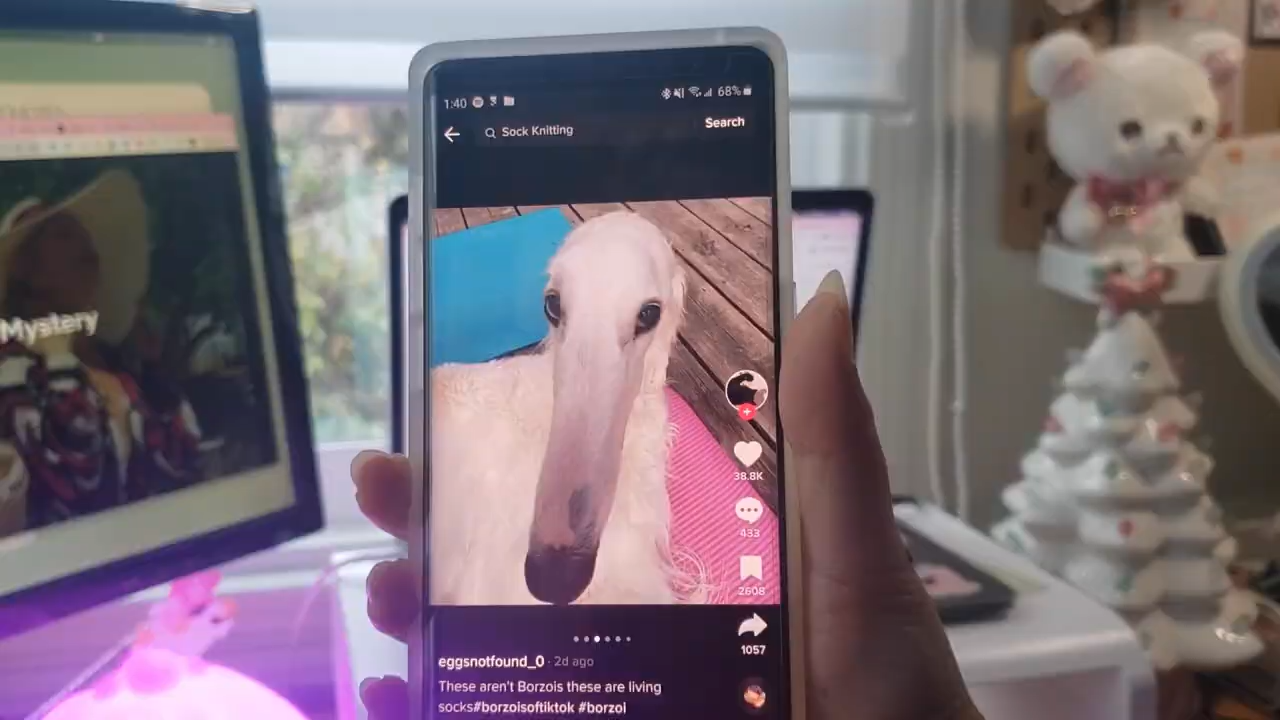 Mystery
1:40
68%
Sock Knitting
Search
38.8K
433
2608
1057
eggsnotfound_0 · 2d ago
These aren't Borzois these are living
socks#borzoisoftiktok #borzoi